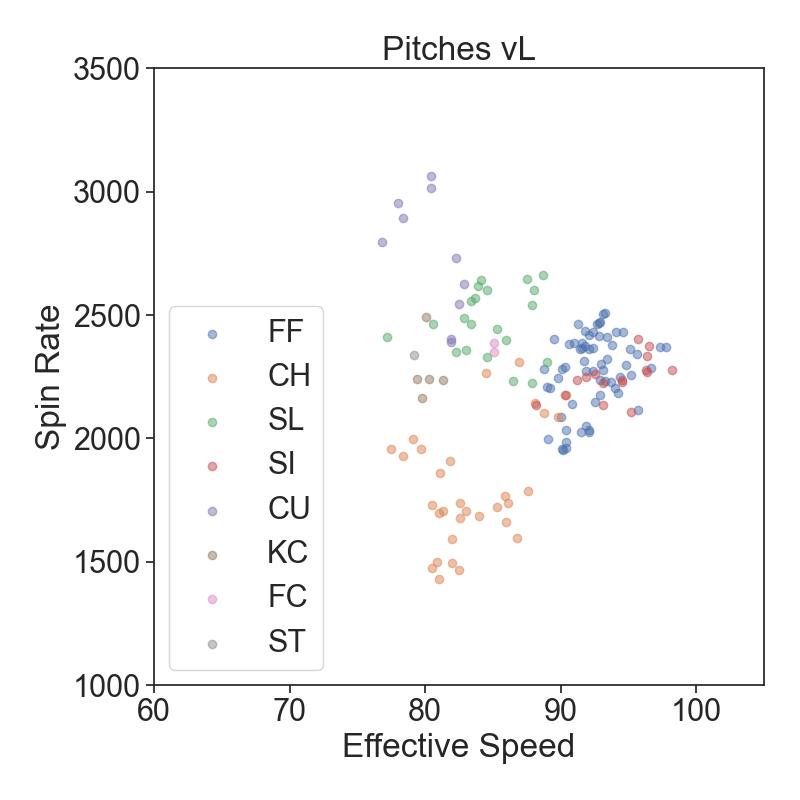 Pitches vL
3500
3000
2500
2000
1500
1000
Spin Rate
FF
CH
SL
SI
CU
KC
FC
ST
60 70 80 90 100
Effective Speed